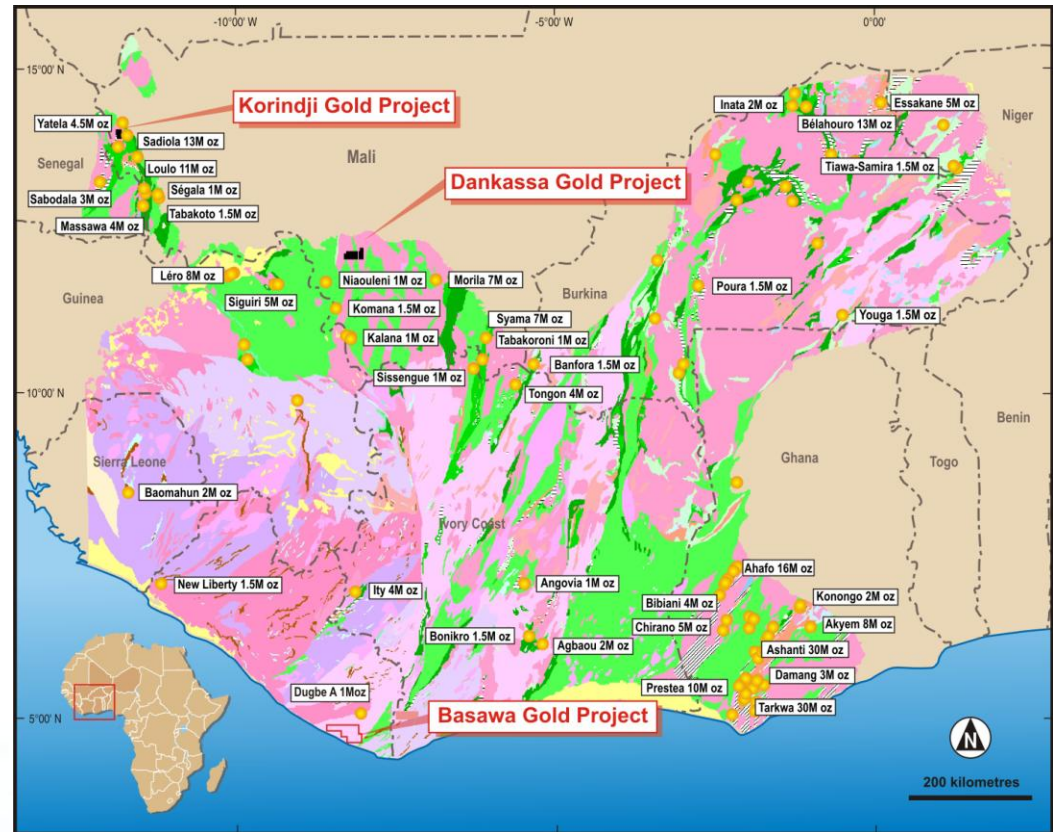 -10°00' W
-5°00' W
0°00'
15°00' N
Korindji Gold Project
Yatela 4.5M oz
Inata 2M oz
Essakane 5M oz
Niger
Sadiola 13M oz
Bélahouro 13M oz
Senegal
Mali
Loulo 11M oz
Tiawa-Samira 1.5M oz
Dankassa Gold Project
Sabodala 3M oz
Ségala 1M oz
Tabakoto 1.5M oz
Massawa 4M oz
Léro 8M oz
Niaouleni 1M oz
Morila 7M oz
Guinea
Siguiri 5M oz
Burkina
Poura 1.5M oz
Komana 1.5M oz
Youga 1.5M oz
Syama 7M oz
Kalana 1M oz
Tabakoroni 1M oz
Sissengue 1M oz
Banfora 1.5M oz
Tongon 4M oz
10°00' N
Benin
Sierra Leone
Ghana
Togo
Baomahun 2M oz
Ivory Coast
Ahafo 16M oz
New Liberty 1.5M oz
Ity 4M oz
Angovia 1M oz
Konongo 2M oz
Bibiani 4M oz
Chirano 5M oz
Akyem 8M oz
Bonikro 1.5M oz
Agbaou 2M oz
Ashanti 30M oz
Damang 3M oz
Prestea 10M oz
Dugbe A 1Moz
Tarkwa 30M oz
5°00' N
Basawa Gold Project
N
200 kilometres
-10°00' W
-5°00' W
0°00'